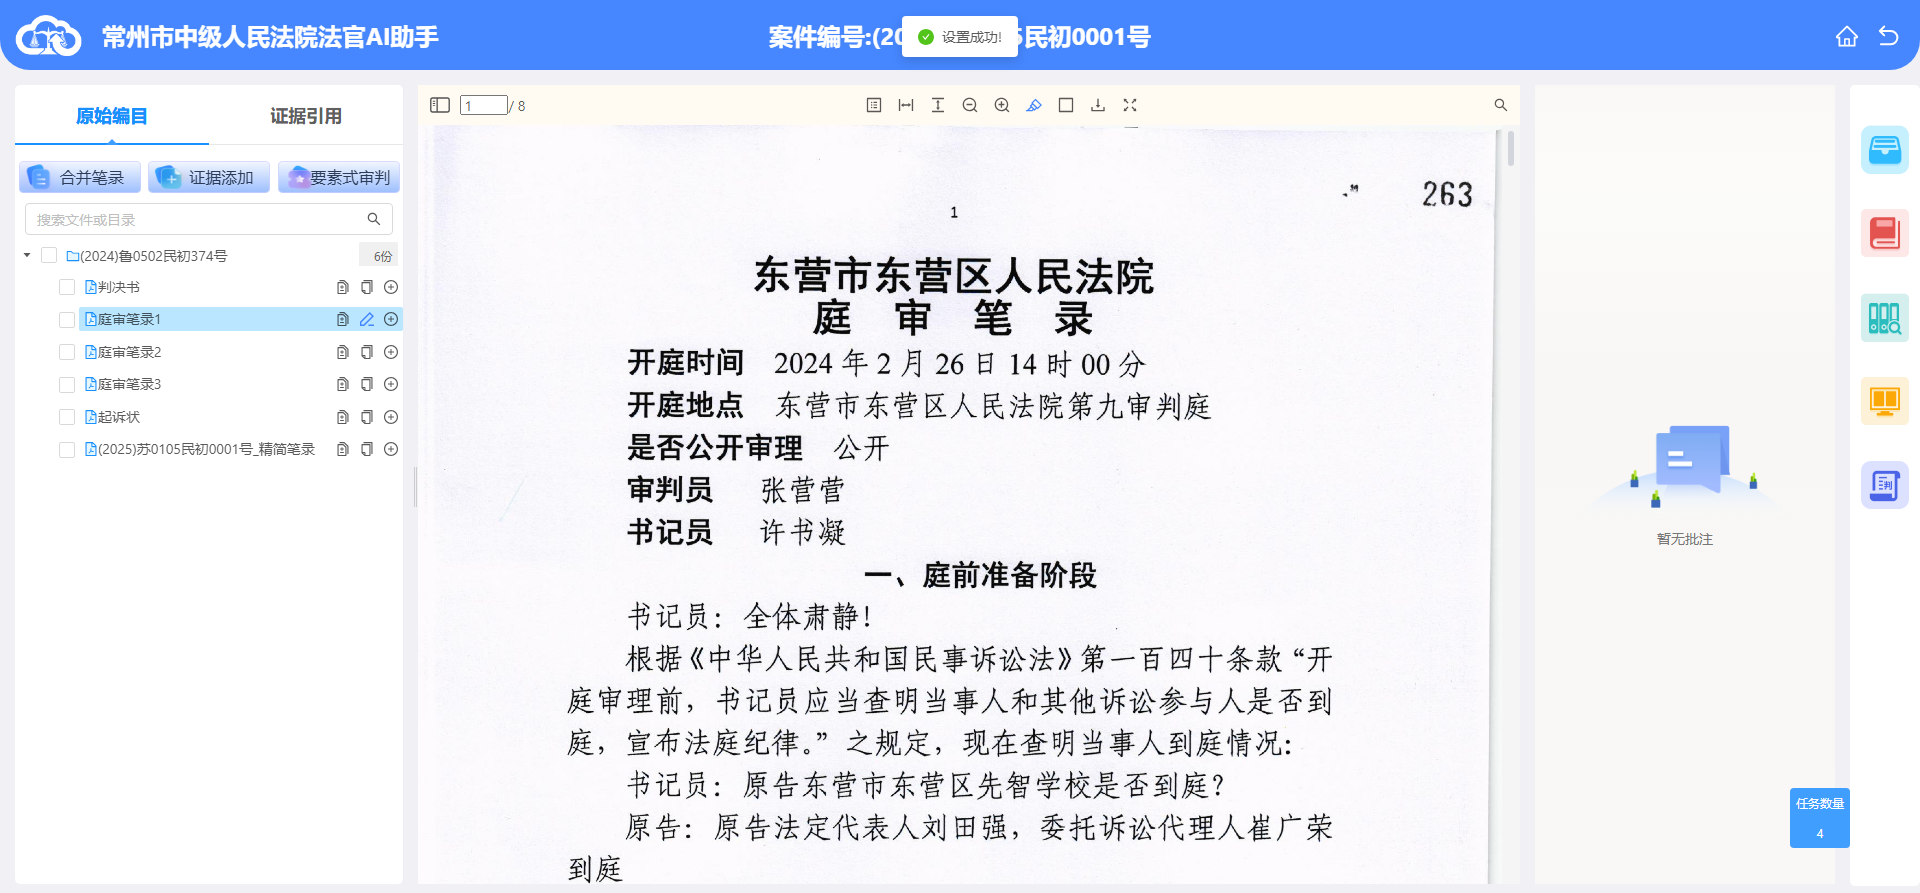 常州市中级人民法院法官AI助手
案件编号:(20
设置成功!
5民初0001号
原始编目
证据引用
合并笔录
证据添加
要素式审判
搜索文件或目录
(2024)鲁0502民初374号
6份
判决书
庭审笔录1
庭审笔录2
庭审笔录3
起诉状
(2025)苏0105民初0001号_精简笔录
1 / 8
263
1
东营市东营区人民法院
庭 审 笔 录
开庭时间 2024 年 2 月 26 日 14 时 00 分
开庭地点 东营市东营区人民法院第九审判庭
是否公开审理 公开
审判员 张营营
书记员 许书凝
一、庭前准备阶段
书记员：全体肃静！
根据《中华人民共和国民事诉讼法》第一百四十条款“开
庭审理前，书记员应当查明当事人和其他诉讼参与人是否到
庭，宣布法庭纪律。”之规定，现在查明当事人到庭情况：
书记员：原告东营市东营区先智学校是否到庭？
原告：原告法定代表人刘田强，委托诉讼代理人崔广荣
到庭
暂无批注
判
任务数量
4